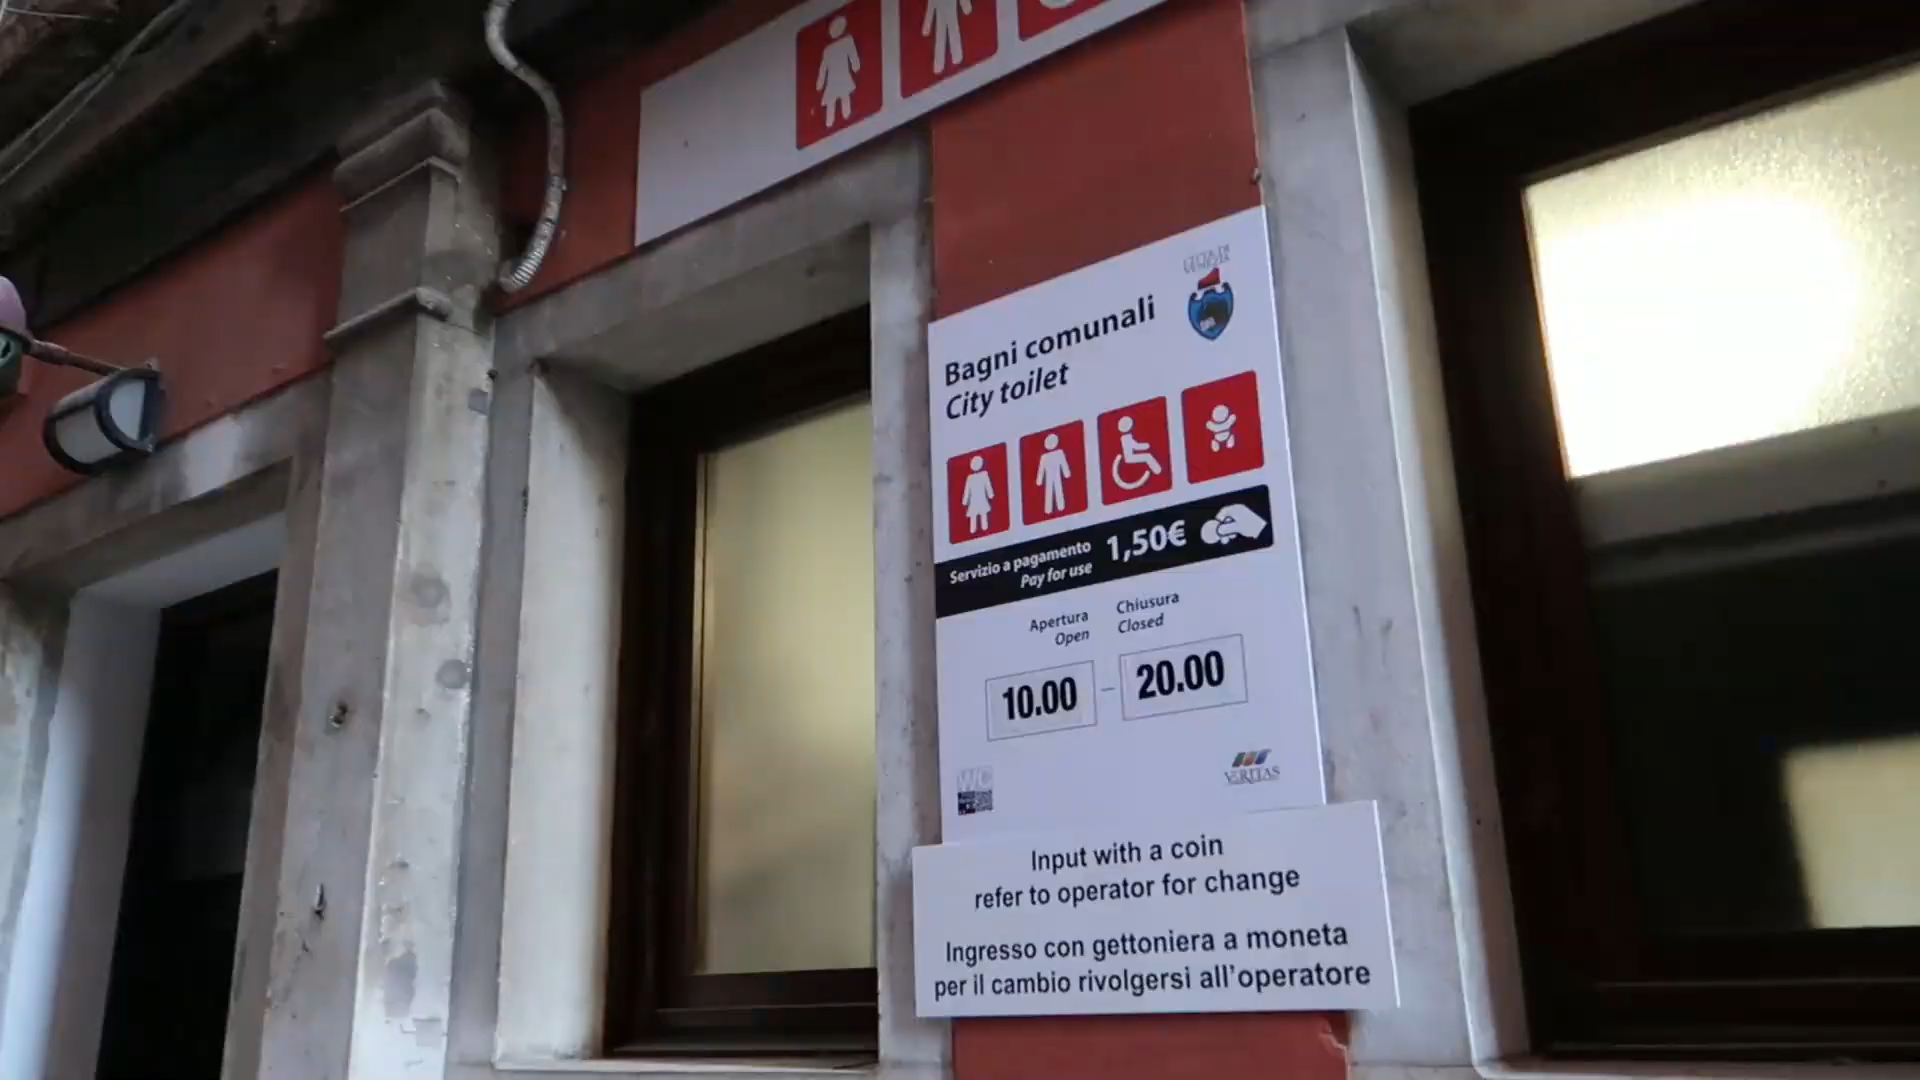 Bagni comunali
City toilet
Servizio a pagamento
Pay for use
1,50€
Apertura
Open
Chiusura
Closed
10.00 – 20.00
WC
VERITAS
Input with a coin
refer to operator for change
Ingresso con gettoniera a moneta
per il cambio rivolgersi all'operatore